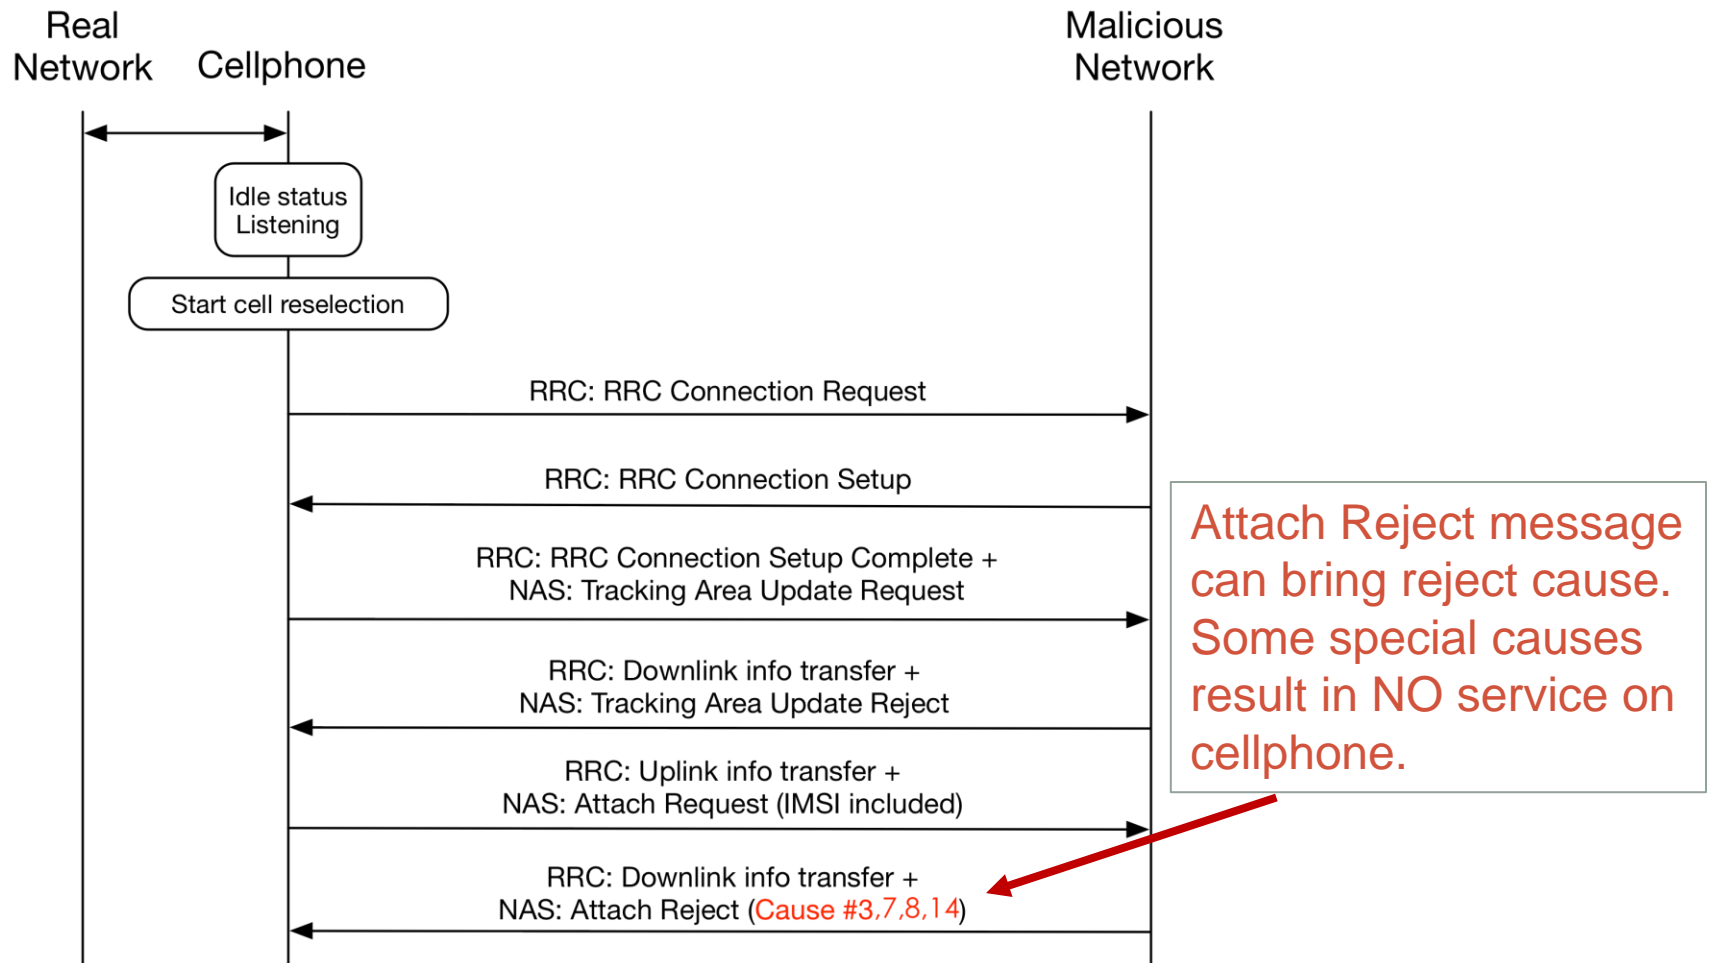 Real
Network
Cellphone
Malicious
Network
Idle status
Listening
Start cell reselection
RRC: RRC Connection Request
RRC: RRC Connection Setup
RRC: RRC Connection Setup Complete +
NAS: Tracking Area Update Request
RRC: Downlink info transfer +
NAS: Tracking Area Update Reject
RRC: Uplink info transfer +
NAS: Attach Request (IMSI included)
RRC: Downlink info transfer +
NAS: Attach Reject (Cause #3,7,8,14)
Attach Reject message
can bring reject cause.
Some special causes
result in NO service on
cellphone.